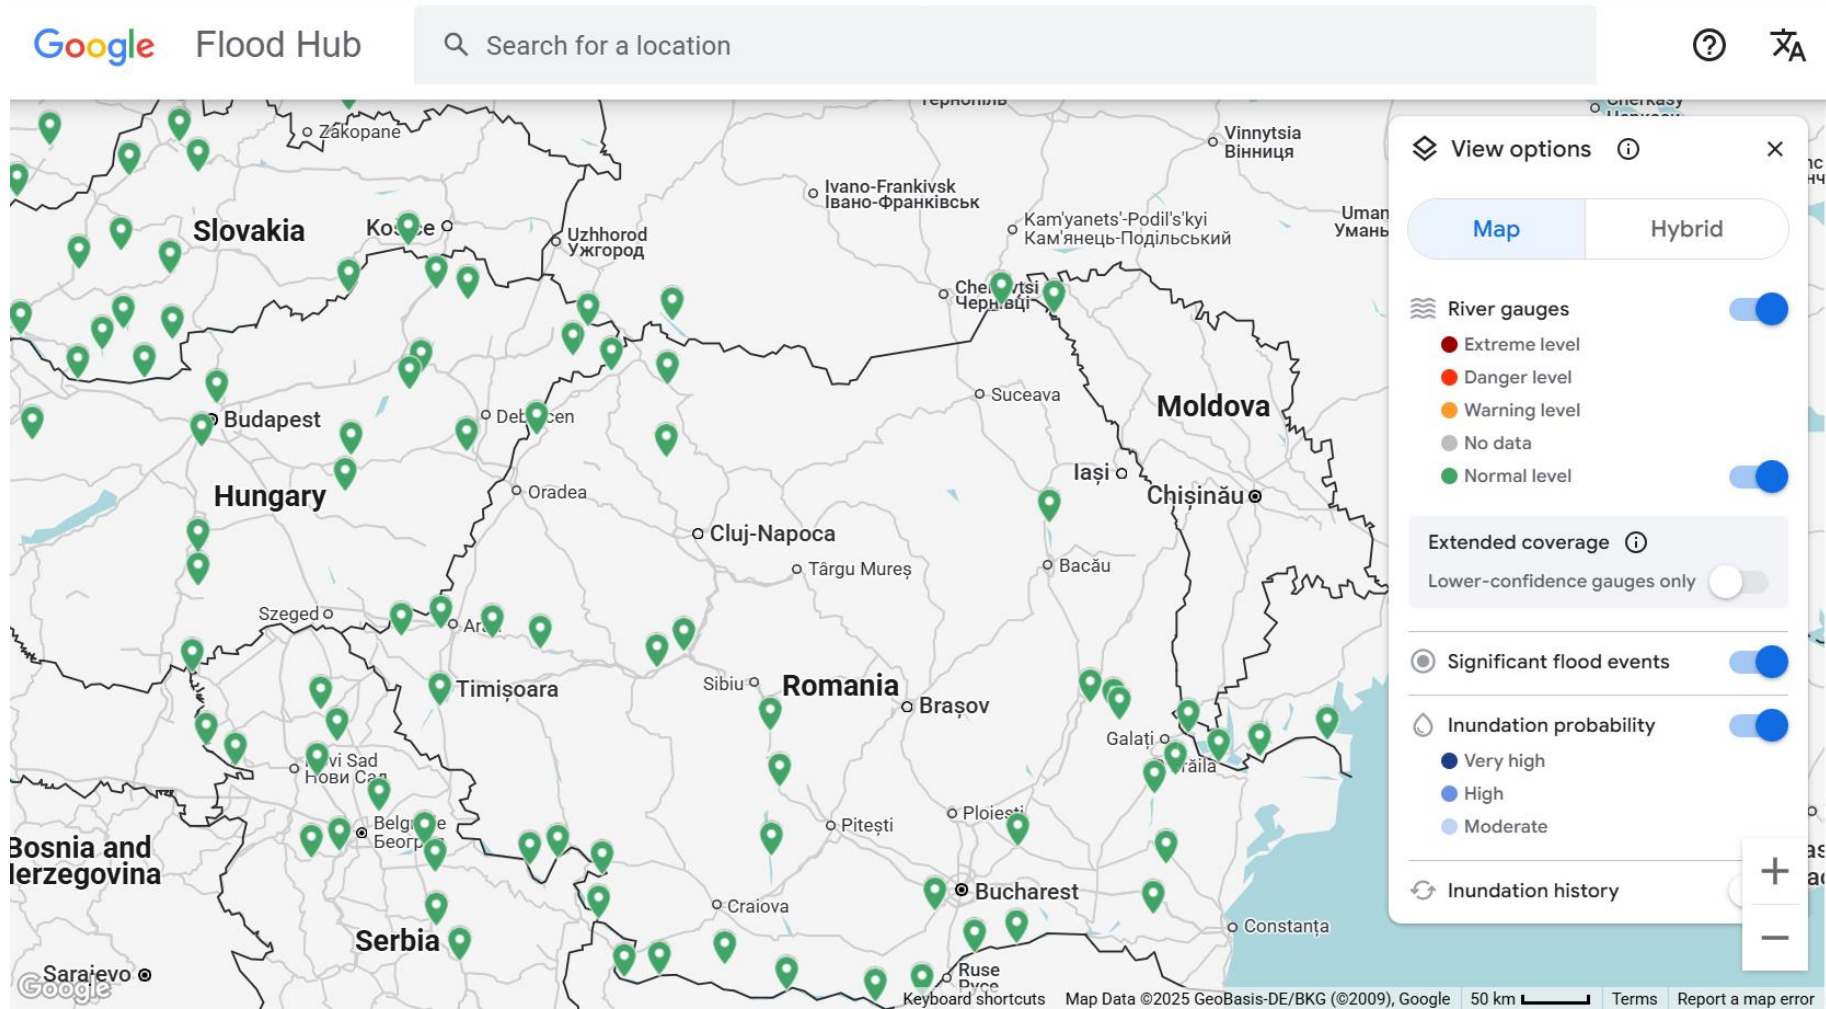 Google Flood Hub
Search for a location
Cherkasy
Zakopane
Vinnytsia
Вінниця
Ivano-Frankivsk
Івано-Франківськ
Kam'yanets'-Podil's'kyi
Кам'янець-Подільський
Uman
Умань
Slovakia
Uzhhorod
Ужгород
Suceava
Moldova
Budapest
Iași
Hungary
Oradea
Chișinău
Cluj-Napoca
Târgu Mureș
Bacău
Szeged
Timișoara
Sibiu
Romania
Brașov
Galați
Ploiești
Pitești
Bosnia and
Herzegovina
Bucharest
Craiova
Constanța
Serbia
Sarajevo
Ruse
Русе
Google
View options
Map
Hybrid
River gauges
Extreme level
Danger level
Warning level
No data
Normal level
Extended coverage
Lower-confidence gauges only
Significant flood events
Inundation probability
Very high
High
Moderate
Inundation history
Keyboard shortcuts
Map Data ©2025 GeoBasis-DE/BKG (©2009), Google
50 km
Terms
Report a map error